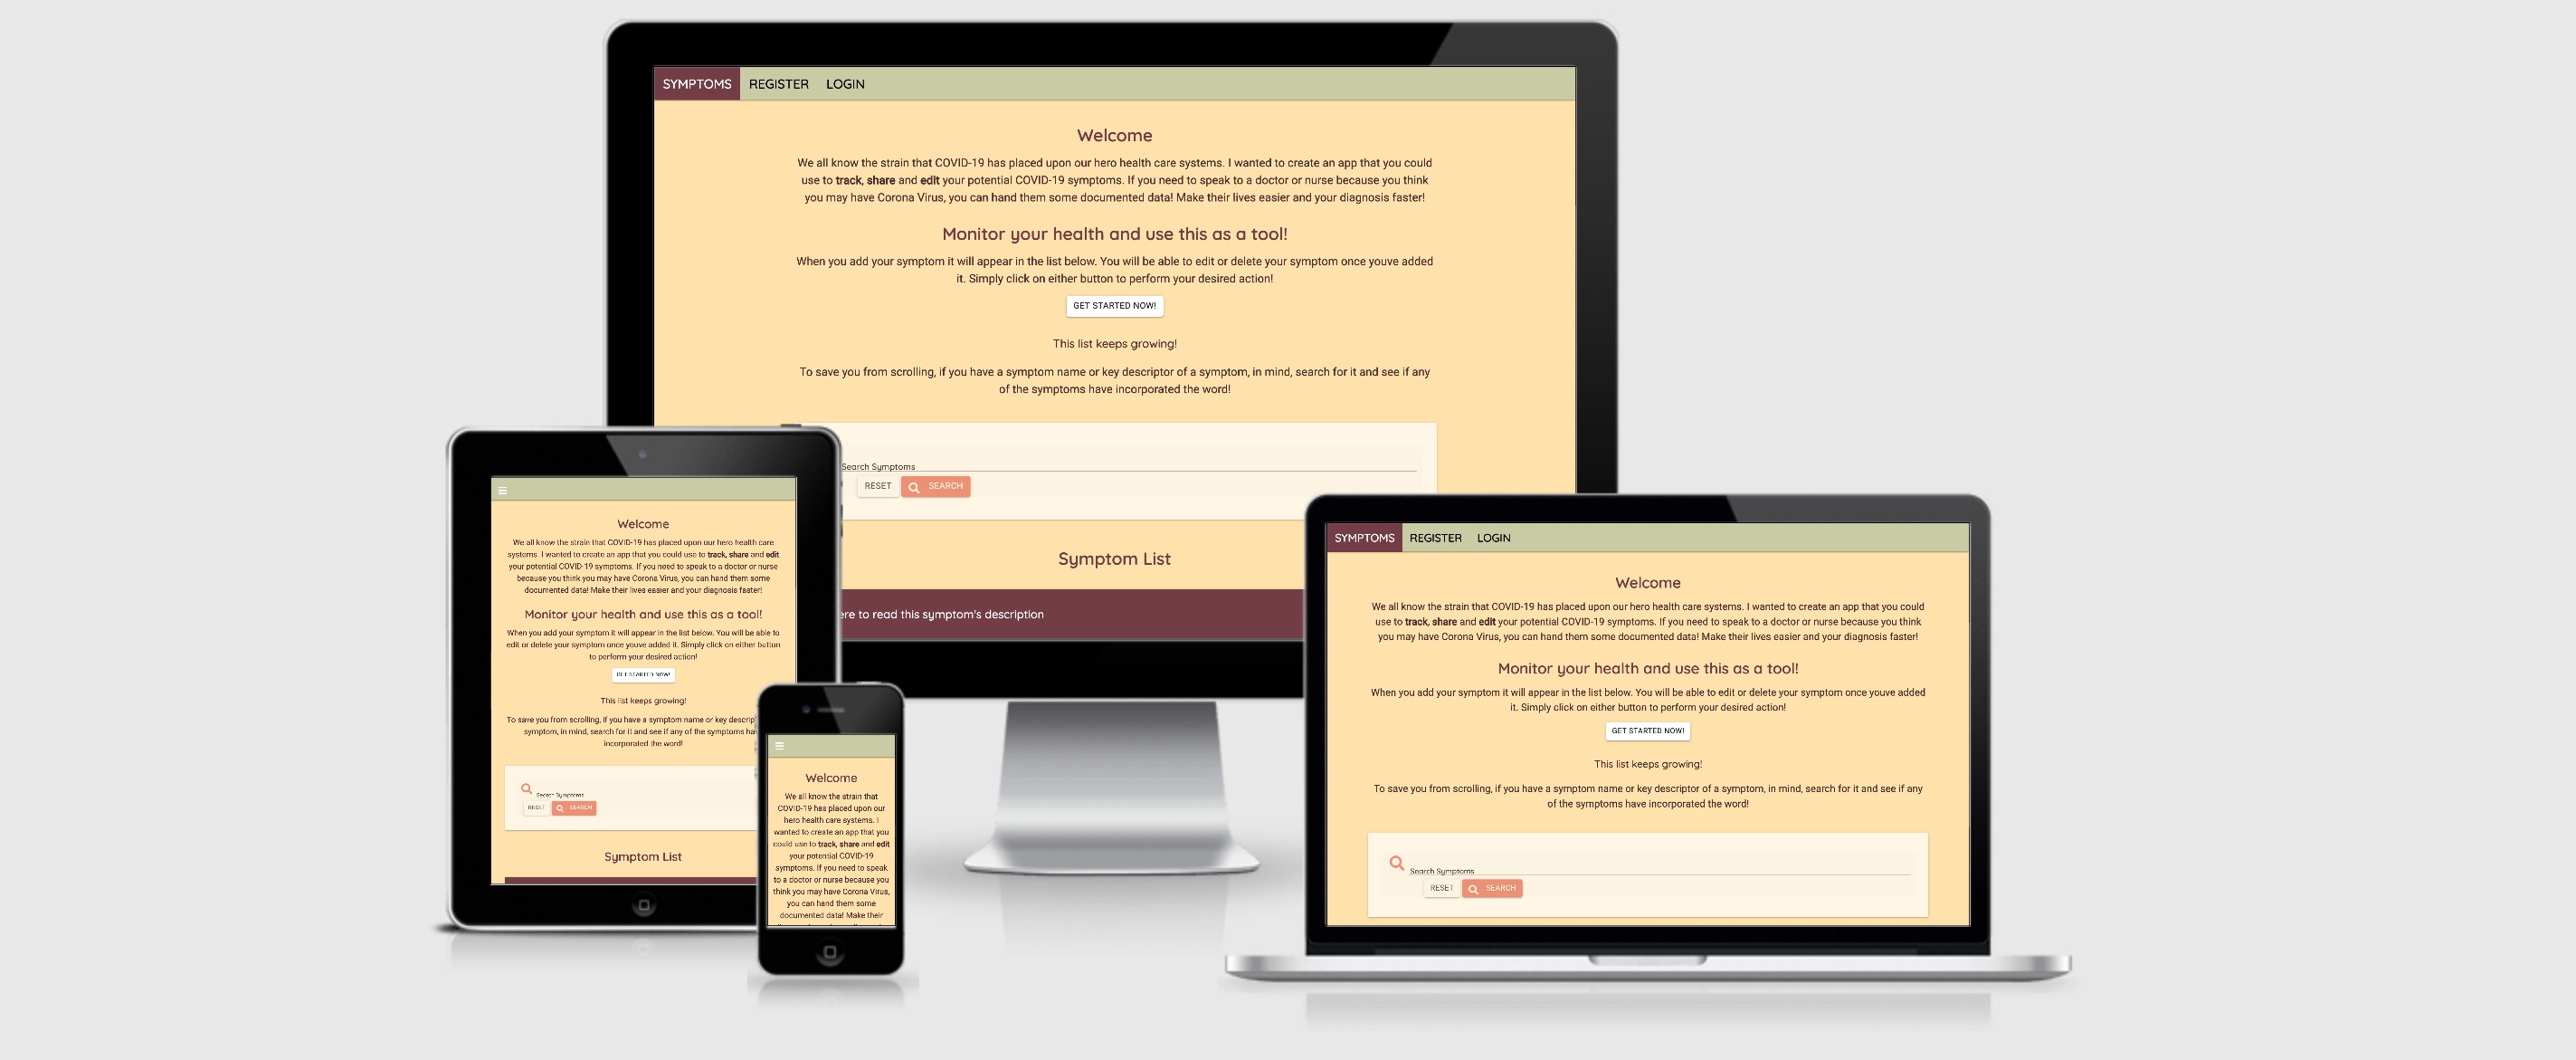 SYMPTOMS REGISTER LOGIN
Welcome
We all know the strain that COVID-19 has placed upon our hero health care systems. I wanted to create an app that you could
use to track, share and edit your potential COVID-19 symptoms. If you need to speak to a doctor or nurse because you think
you may have Corona Virus, you can hand them some documented data! Make their lives easier and your diagnosis faster!
Monitor your health and use this as a tool!
When you add your symptom it will appear in the list below. You will be able to edit or delete your symptom once youve added
it. Simply click on either button to perform your desired action!
GET STARTED NOW!
This list keeps growing!
To save you from scrolling, if you have a symptom name or key descriptor of a symptom, in mind, search for it and see if any
of the symptoms have incorporated the word!
Search Symptoms
RESET SEARCH
Symptom List
ere to read this symptom's description
Welcome
We all know the strain that COVID-19 has placed upon our hero health care
systems. I wanted to create an app that you could use to track, share and edit
your potential COVID-19 symptoms. If you need to speak to a doctor or nurse
because you think you may have Corona Virus, you can hand them some
documented data! Make their lives easier and your diagnosis faster!
Monitor your health and use this as a tool!
When you add your symptom it will appear in the list below. You will be able to
edit or delete your symptom once youve added it. Simply click on either button
to perform your desired action!
GET STARTED NOW!
This list keeps growing!
To save you from scrolling, if you have a symptom name or key descrip
symptom, in mind, search for it and see if any of the symptoms ha
incorporated the word!
Search Symptoms
RESET SEARCH
Symptom List
Welcome
We all know the strain that
COVID-19 has placed upon our
hero health care systems. I
wanted to create an app that you
could use to track, share and edit
your potential COVID-19
symptoms. If you need to speak
to a doctor or nurse because you
think you may have Corona Virus,
you can hand them some
documented data! Make their
SYMPTOMS REGISTER LOGIN
Welcome
We all know the strain that COVID-19 has placed upon our hero health care systems. I wanted to create an app that you could
use to track, share and edit your potential COVID-19 symptoms. If you need to speak to a doctor or nurse because you think
you may have Corona Virus, you can hand them some documented data! Make their lives easier and your diagnosis faster!
Monitor your health and use this as a tool!
When you add your symptom it will appear in the list below. You will be able to edit or delete your symptom once youve added
it. Simply click on either button to perform your desired action!
GET STARTED NOW!
This list keeps growing!
To save you from scrolling, if you have a symptom name or key descriptor of a symptom, in mind, search for it and see if any
of the symptoms have incorporated the word!
Search Symptoms
RESET SEARCH